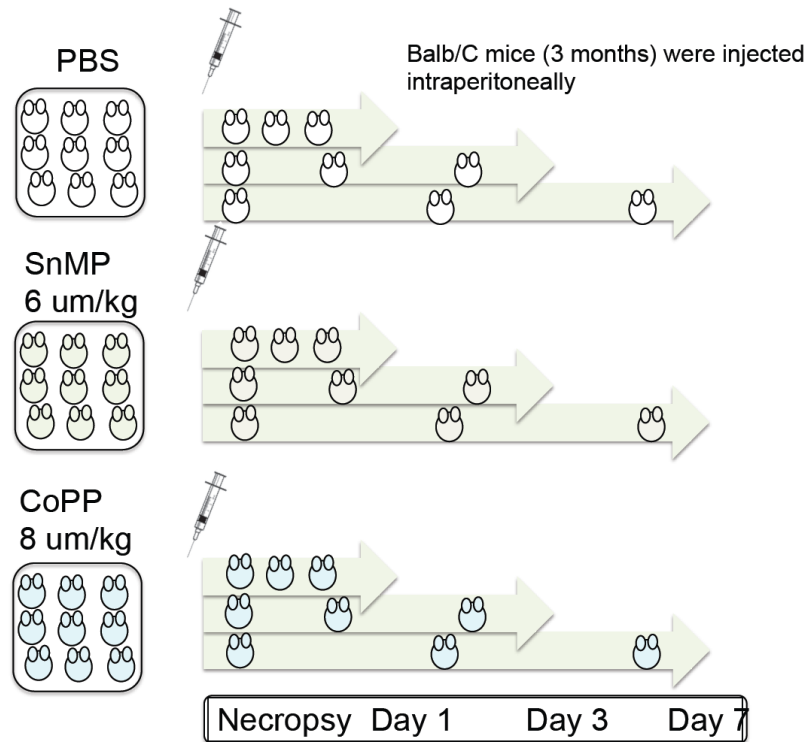 PBS
Balb/C mice (3 months) were injected
intraperitoneally
SnMP
6 um/kg
CoPP
8 um/kg
Necropsy Day 1 Day 3 Day 7